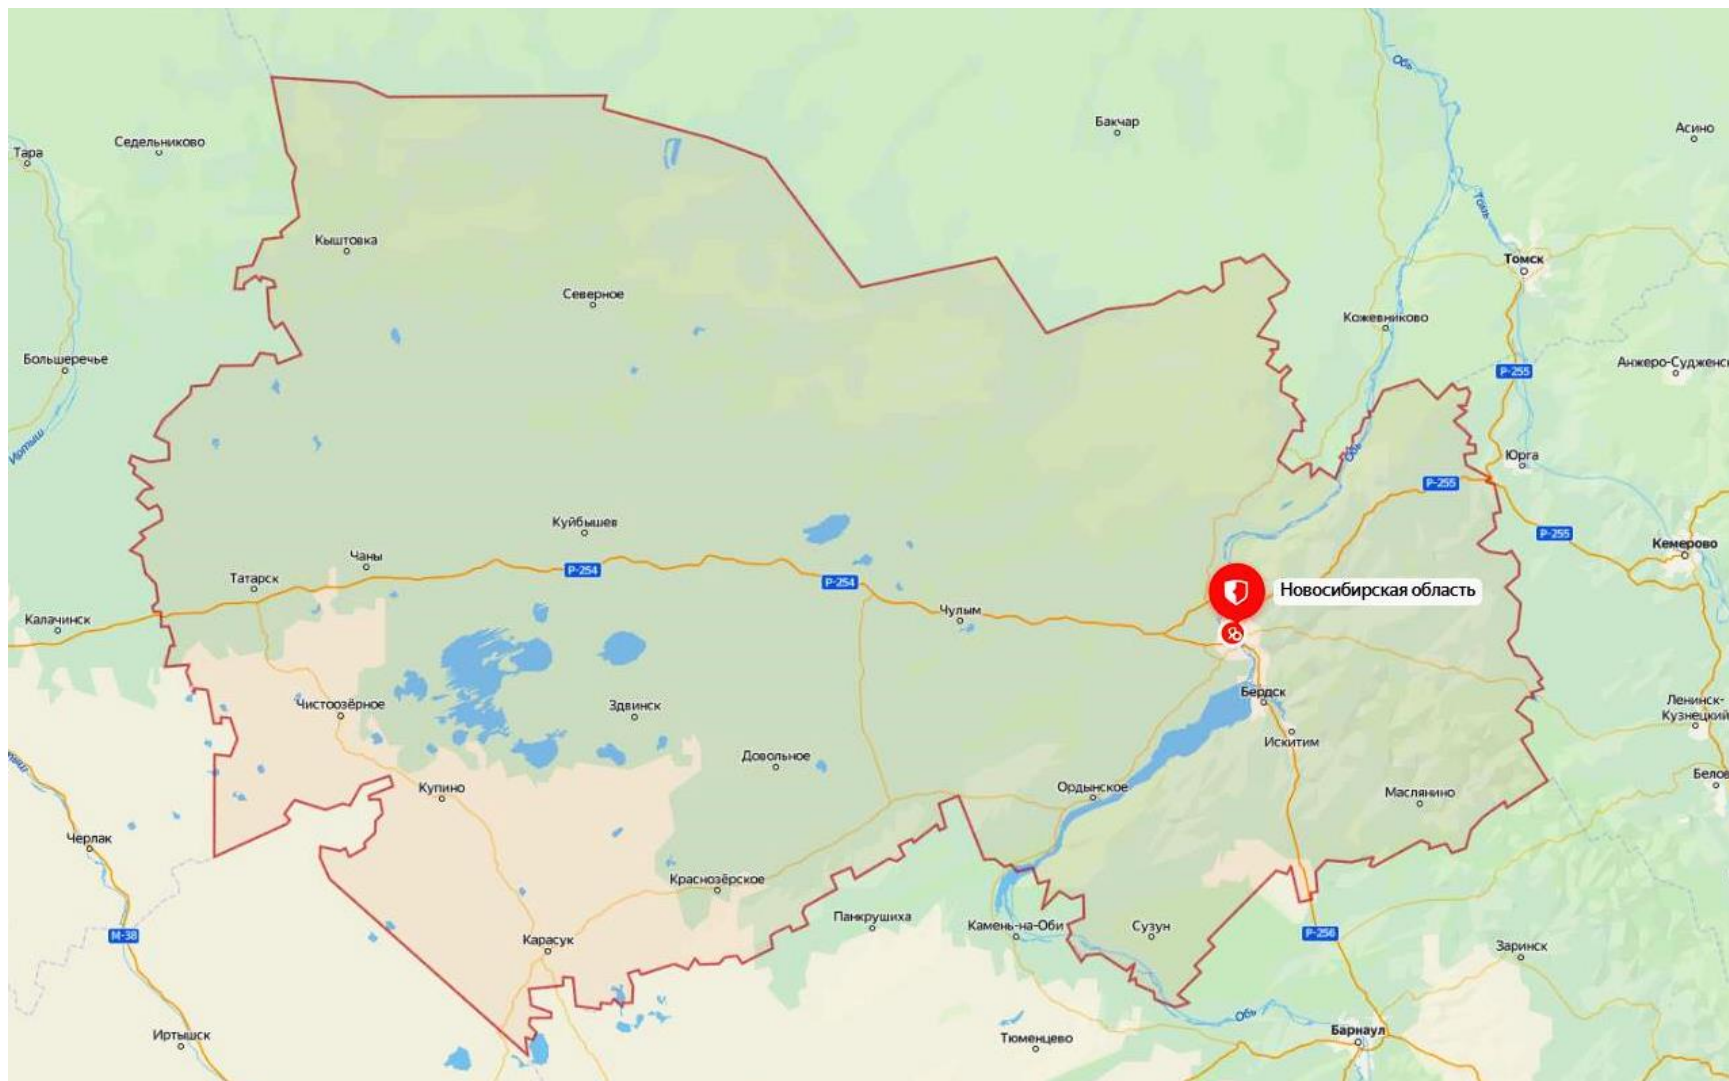 Обь
Бакчар
Асино
Седельниково
Тара
Томь
Кыштовка
Томск
Северное
Кожевниково
Большеречье
Анжеро-Судженск
Р-255
Иртыш
Обь
Юрга
Р-255
Куйбышев
Р-255
Кемерово
Чаны
Р-254
Татарск
Р-254
Новосибирская область
Чулым
Калачинск
Бердск
Чистоозёрное
Здвинск
Ленинск-
Кузнецкий
Искитим
Довольное
Купино
Ордынское
Маслянино
Белов
Черлак
Краснозёрское
Панкрушиха
Камень-на-Оби
Сузун
М-38
Р-256
Карасук
Заринск
Обь
Иртышск
Тюменцево
Барнаул